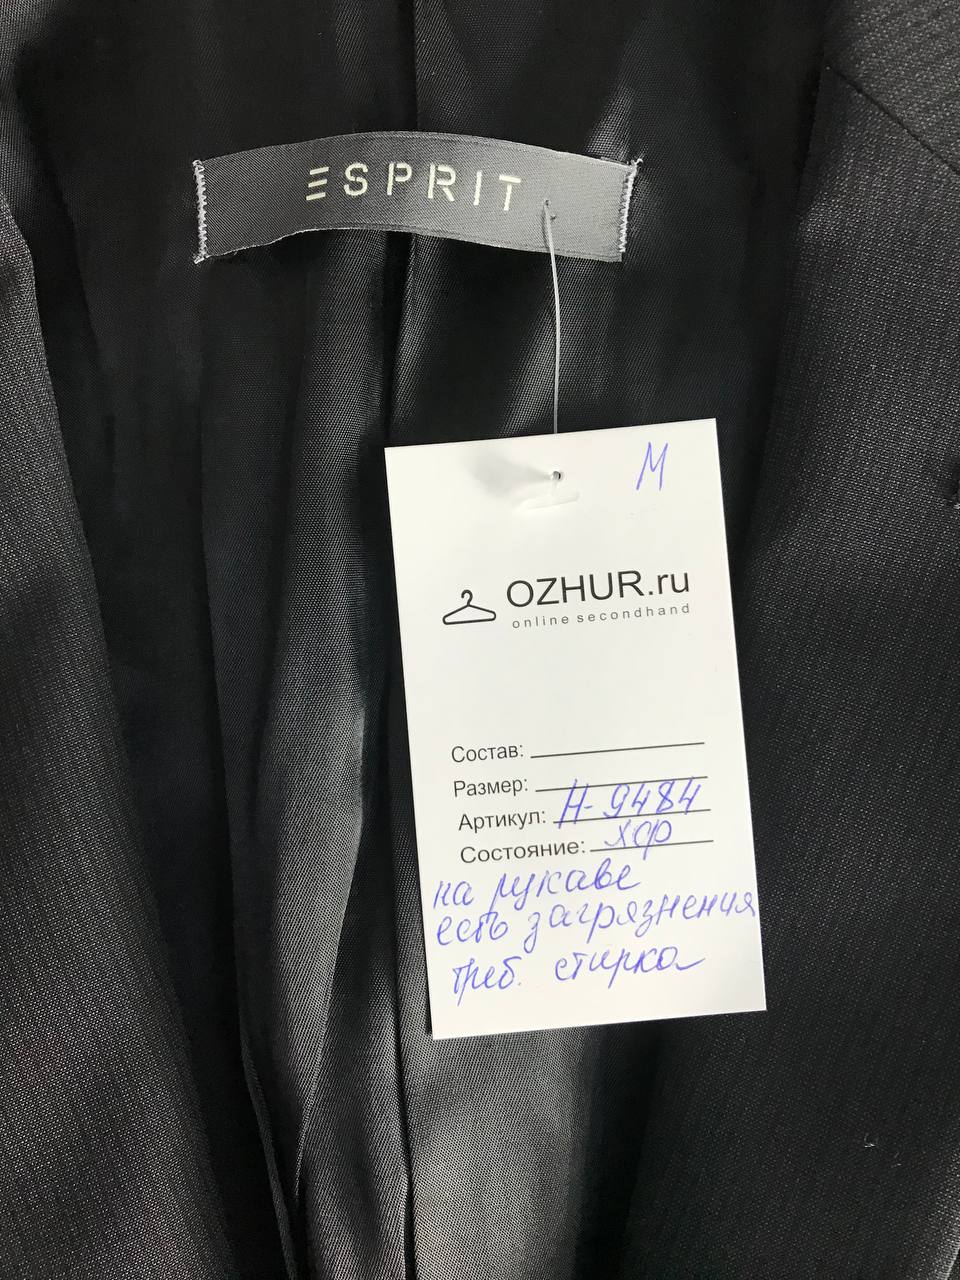 ESPRIT
М
OZHUR.ru
online secondhand
Состав:
Размер:
Артикул: Н-9484
Состояние: хор
на рукаве
есть загрязнения
треб. стирка